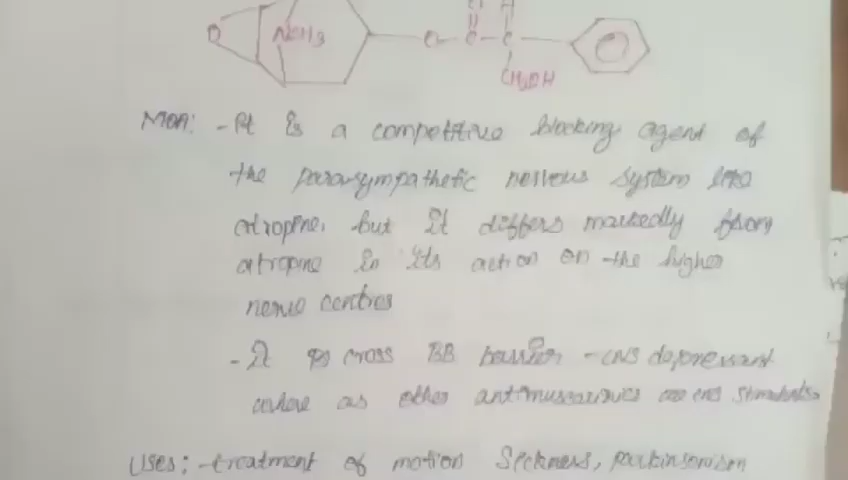 O
NCH3
O
O
C
H
C
CH2OH
MOA: - It is a competitive blocking agent of
the parasympathetic nervous system like
atropine, but it differs markedly from
atropine in its action on the higher
nerve centres
- It cross BB barrier - CNS depressant
where as other antimuscarinics are CNS stimulants
Uses: - treatment of motion Sickness, parkinsonism